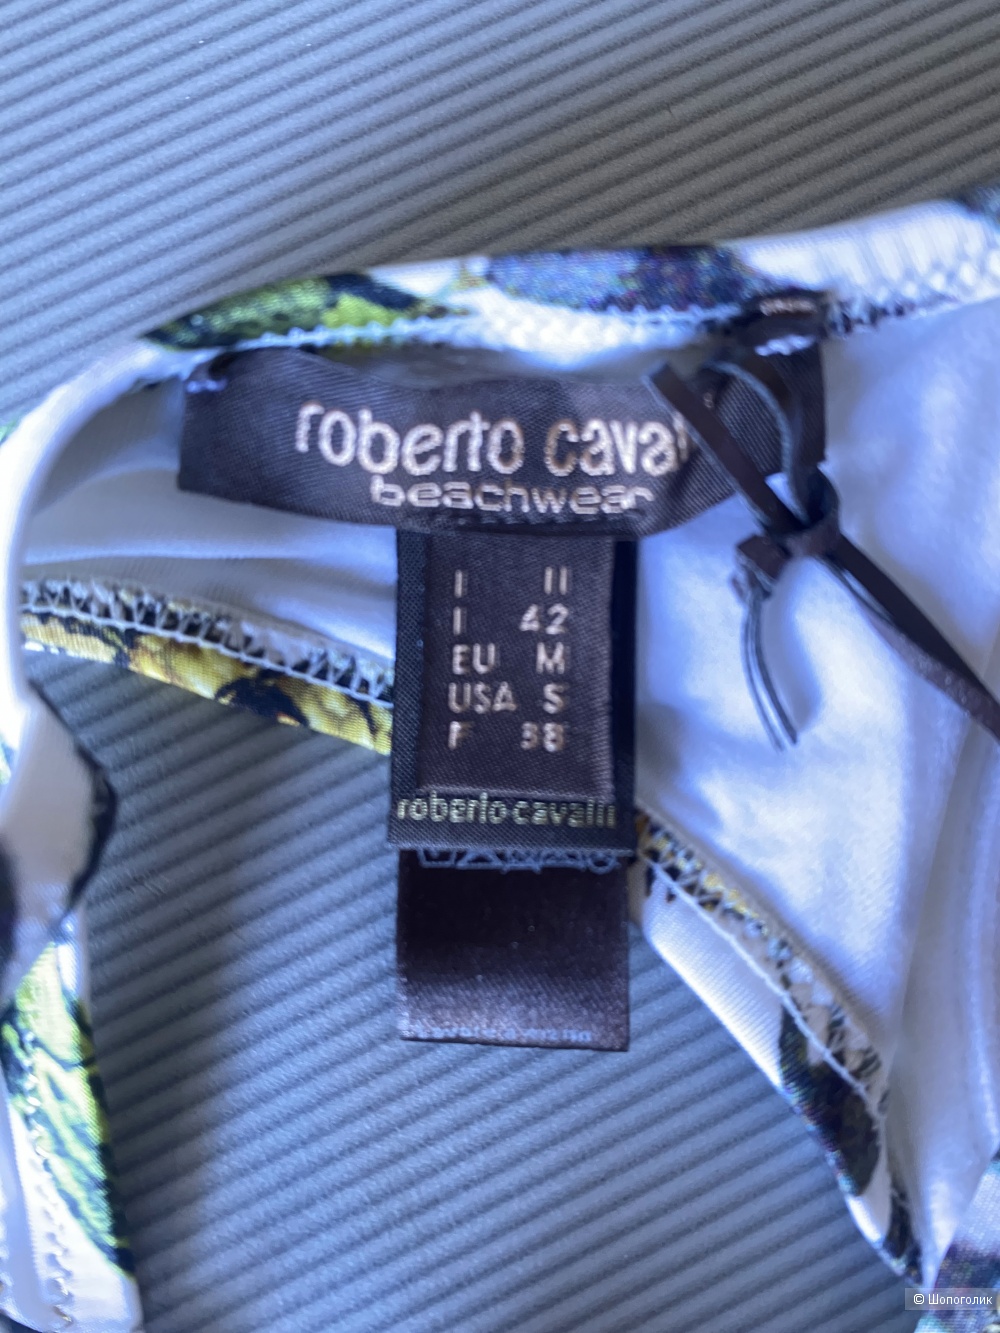 roberto caval
beachwear
I II
I 42
EU M
USA S
F 38
roberto cavalli
© Шопоголик